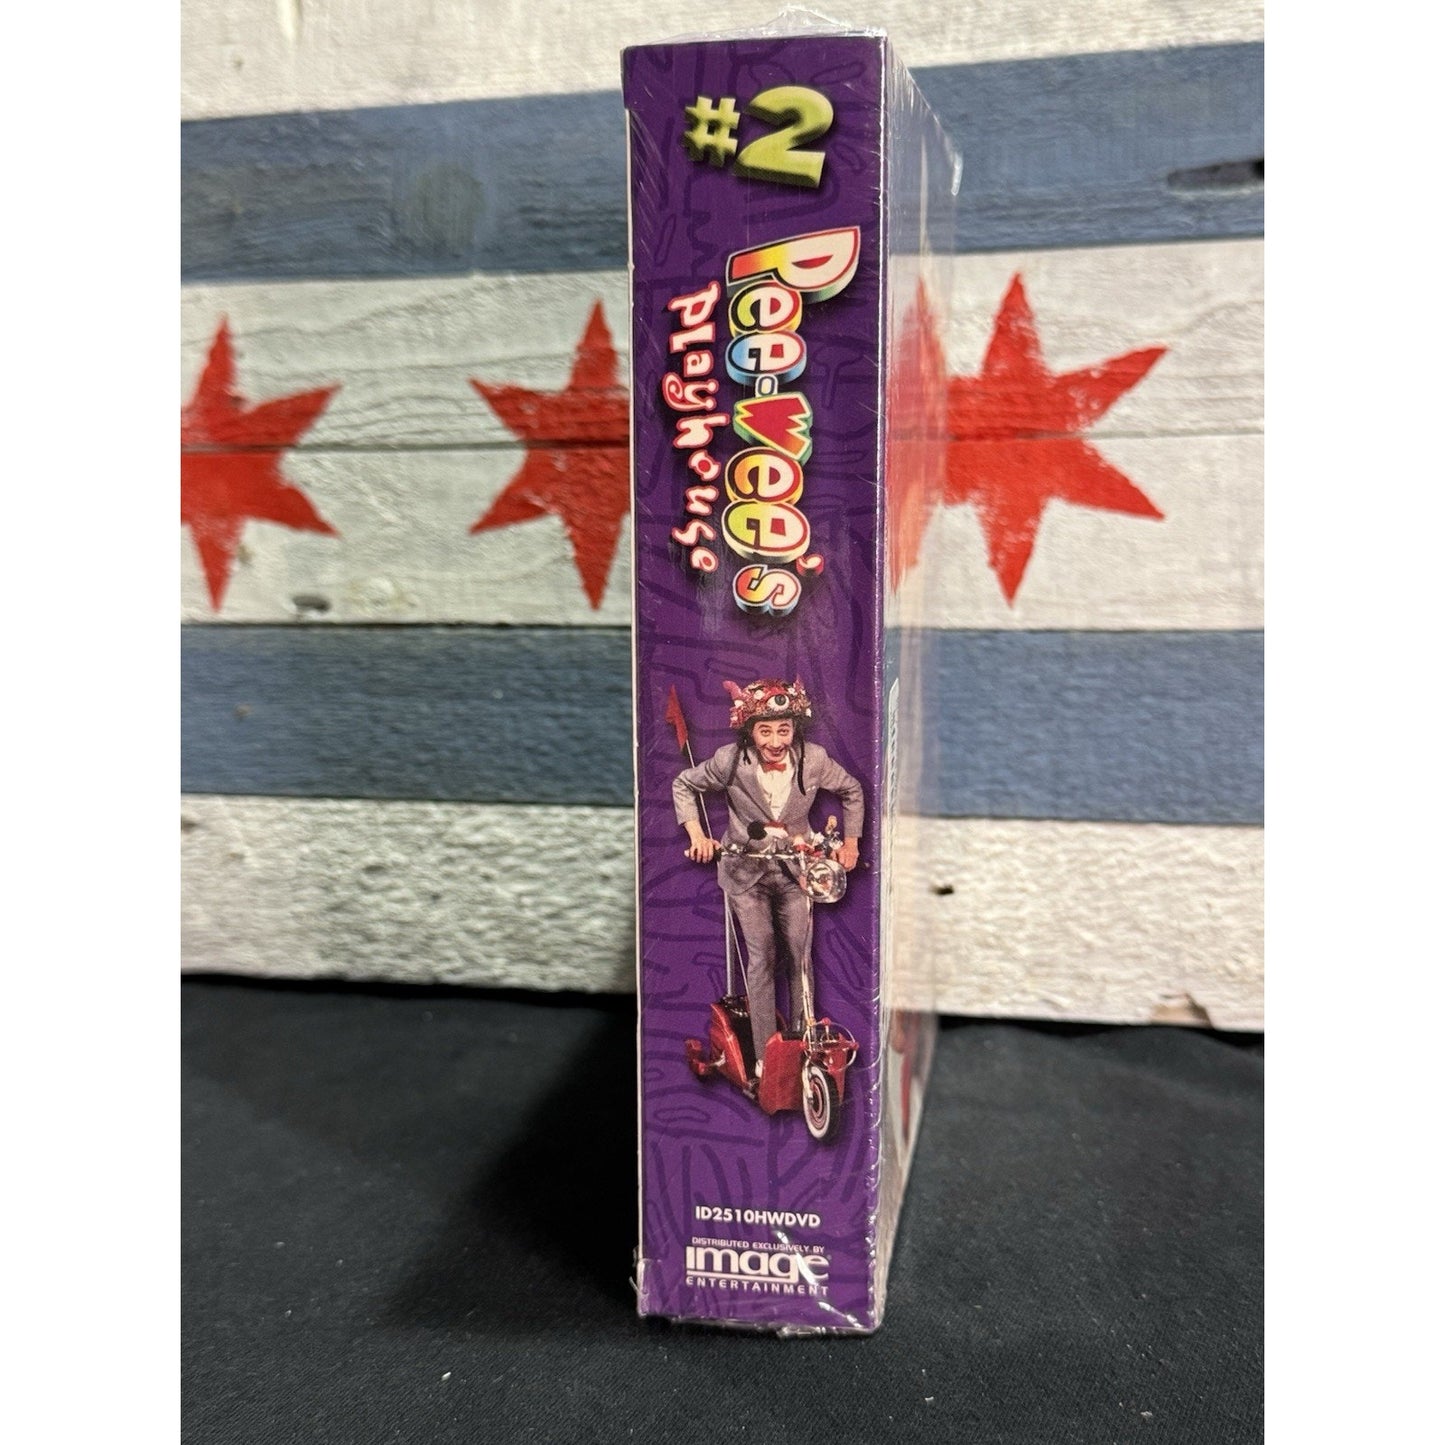 #2
Pee-wee's
playhouse
ID2510HWDVD
DISTRIBUTED EXCLUSIVELY BY
image
ENTERTAINMENT